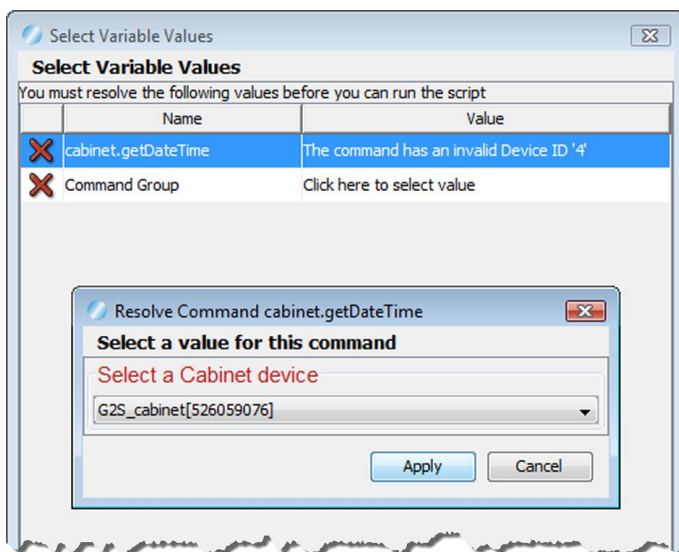 Select Variable Values
Select Variable Values
You must resolve the following values before you can run the script
Name Value
cabinet.getDateTime The command has an invalid Device ID '4'
Command Group Click here to select value
Resolve Command cabinet.getDateTime
Select a value for this command
Select a Cabinet device
G2S_cabinet[526059076]
Apply Cancel